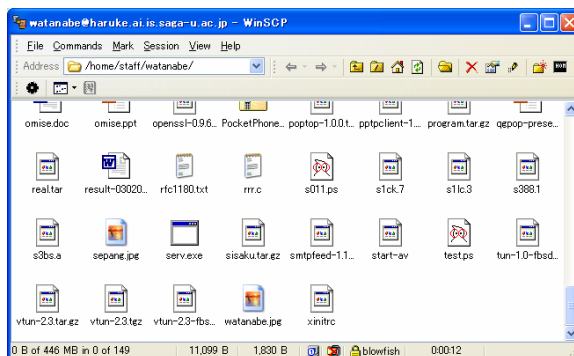 watanabe@haruke.ai.is.saga-u.ac.jp - WinSCP
File Commands Mark Session View Help
Address /home/staff/watanabe/
omise.doc omise.ppt openssl-0.9.6... PocketPhone... poptop-1.0.0.t... pptpclient-1... program.tar.gz qgpop-prese...
real.tar result-03020... rfc1180.txt rrr.c s011.ps s1ck.7 s1lc.3 s388.1
s3bs.a sepang.jpg serv.exe sisaku.tar.gz smtpfeed-1.1... start-av test.ps tun-1.0-fbsd...
vtun-2.3.tar.gz vtun-2.3.tgz vtun-2.3-fbs... watanabe.jpg xinitrc
0 B of 446 MB in 0 of 149 11,099 B 1,830 B blowfish 0:00:12